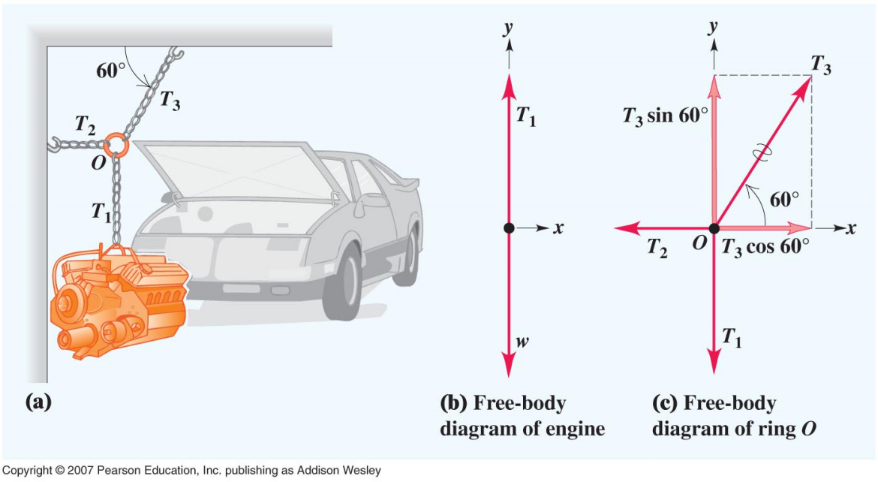 60°
T3
T2
O
T1
(a)
y
T1
x
w
(b) Free-body
diagram of engine
y
T3
T3 sin 60°
60°
x
T2
O
T3 cos 60°
T1
(c) Free-body
diagram of ring O
Copyright © 2007 Pearson Education, Inc. publishing as Addison Wesley